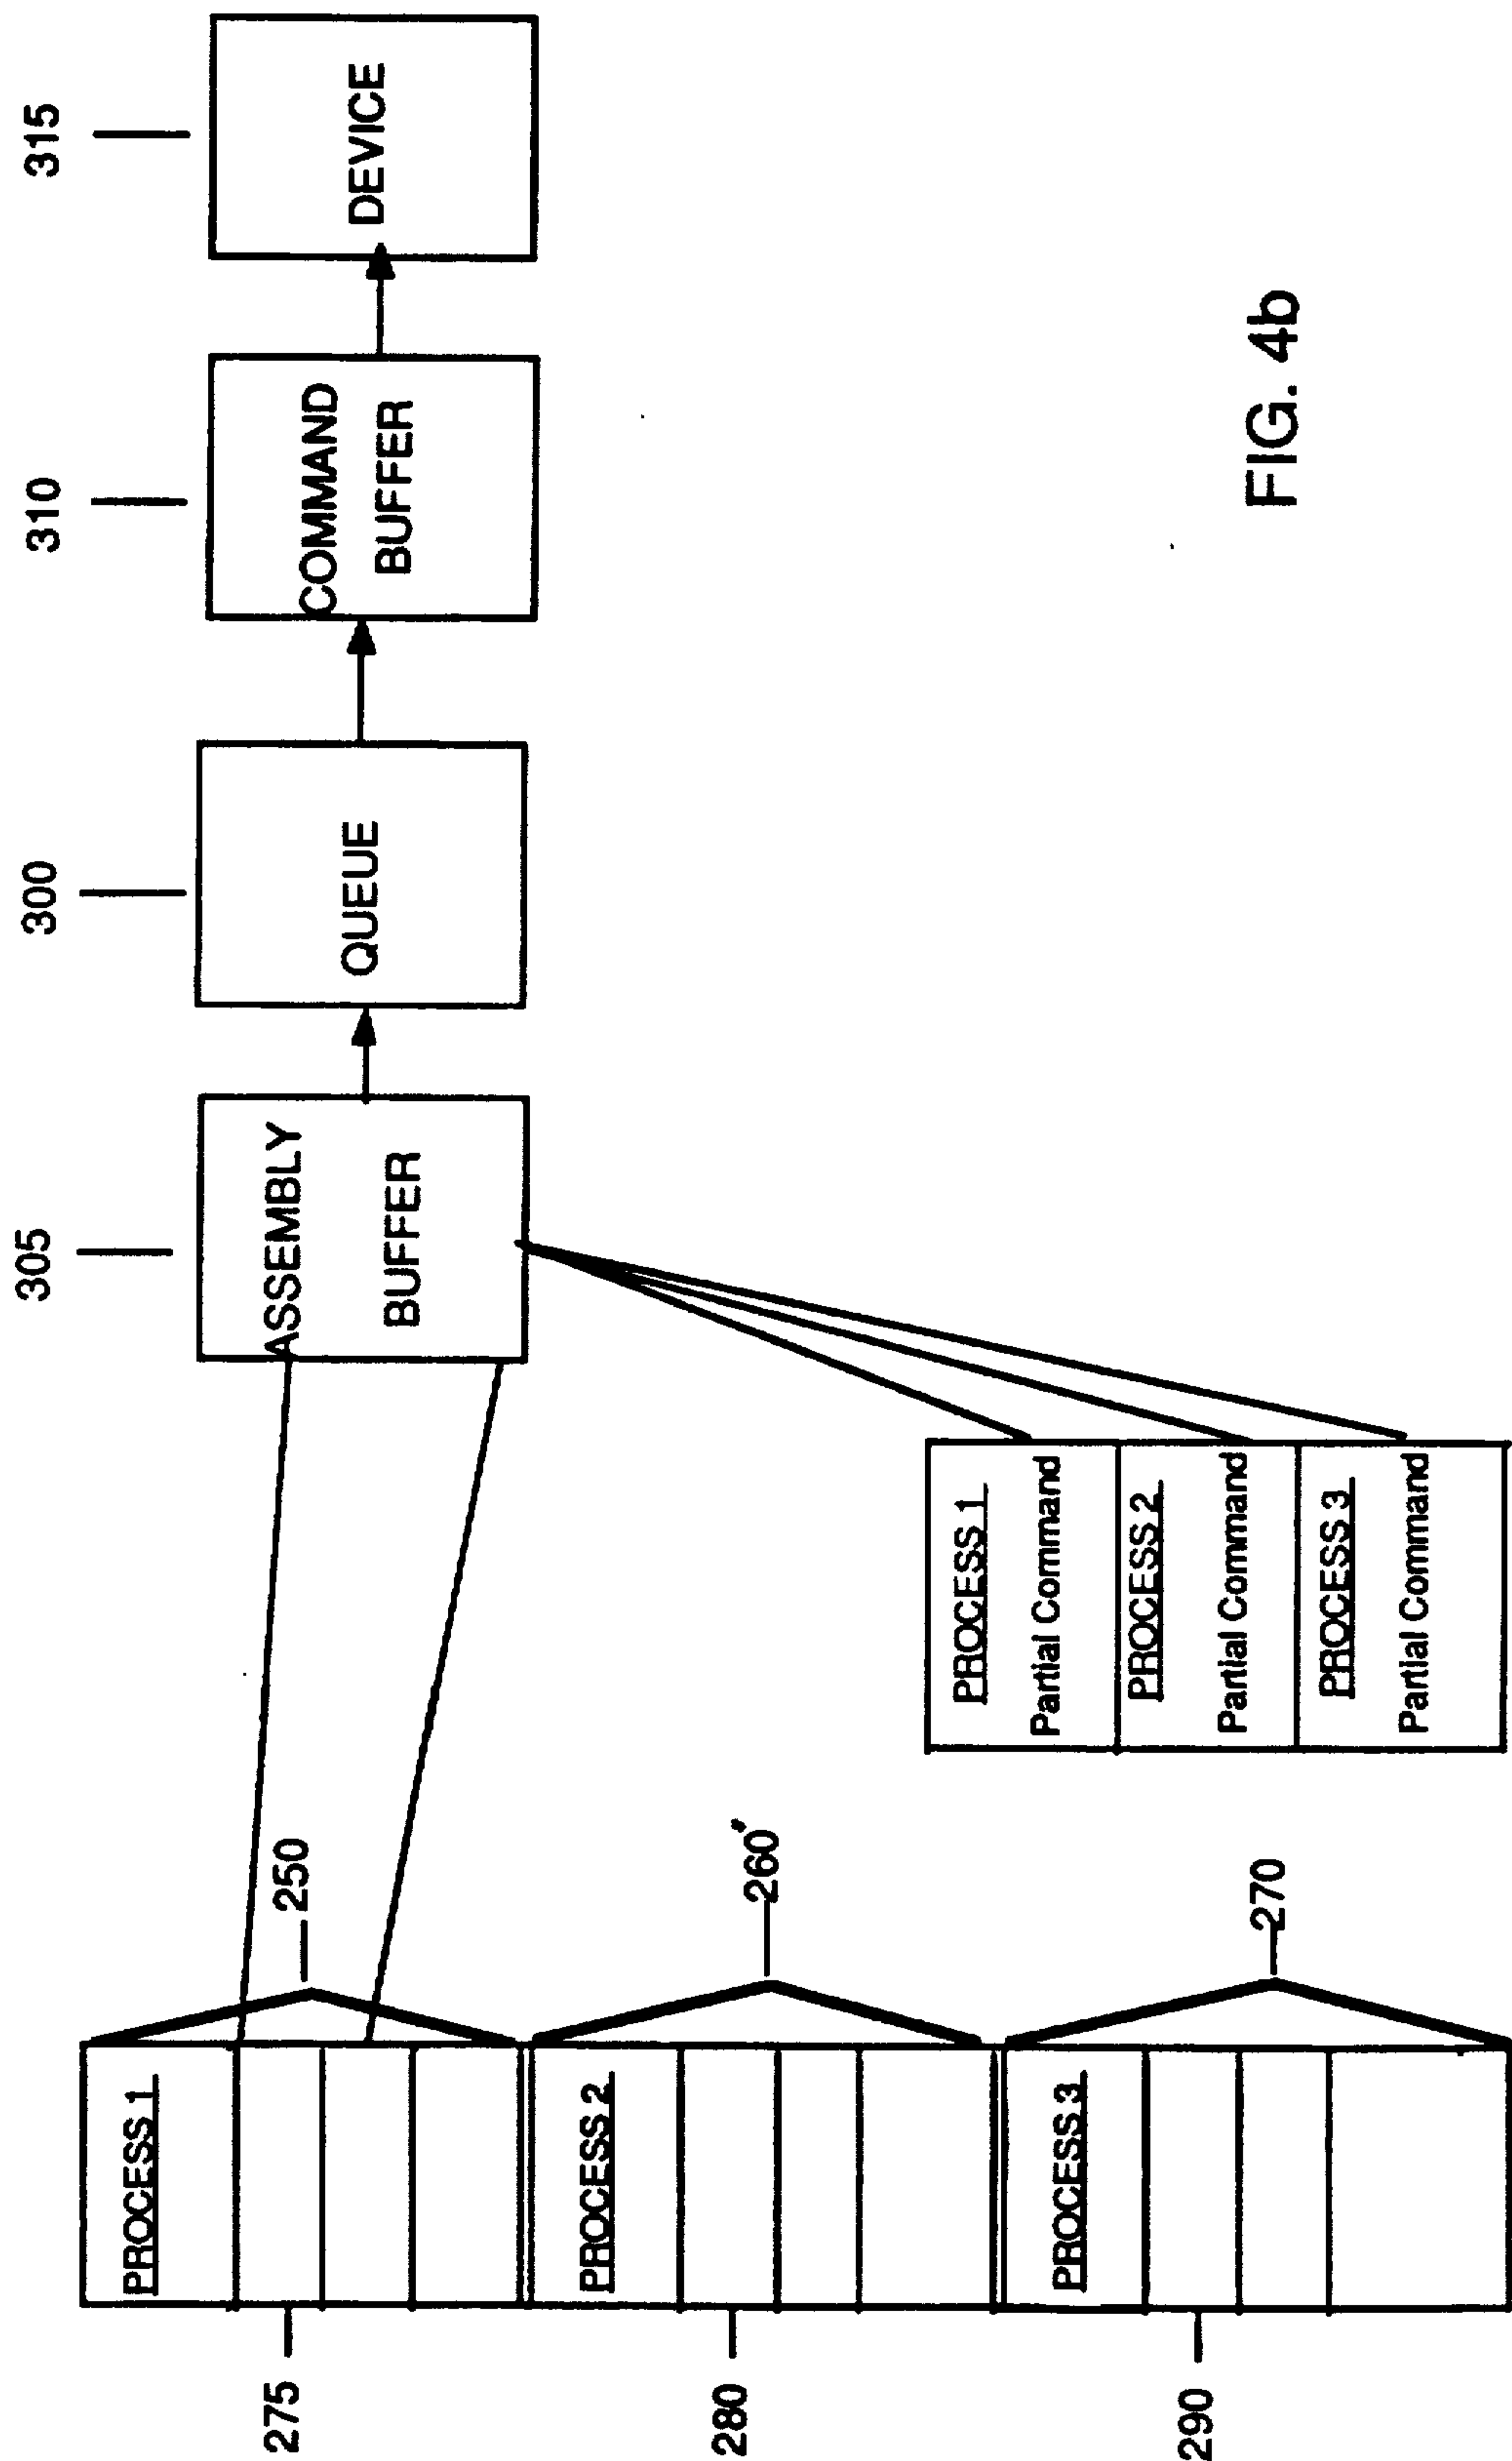 305
300
310
315
ASSEMBLY
BUFFER
QUEUE
COMMAND
BUFFER
DEVICE
275
PROCESS 1
250
280
PROCESS 2
260
290
PROCESS 3
270
PROCESS 1
Partial Command
PROCESS 2
Partial Command
PROCESS 3
Partial Command
FIG. 4b